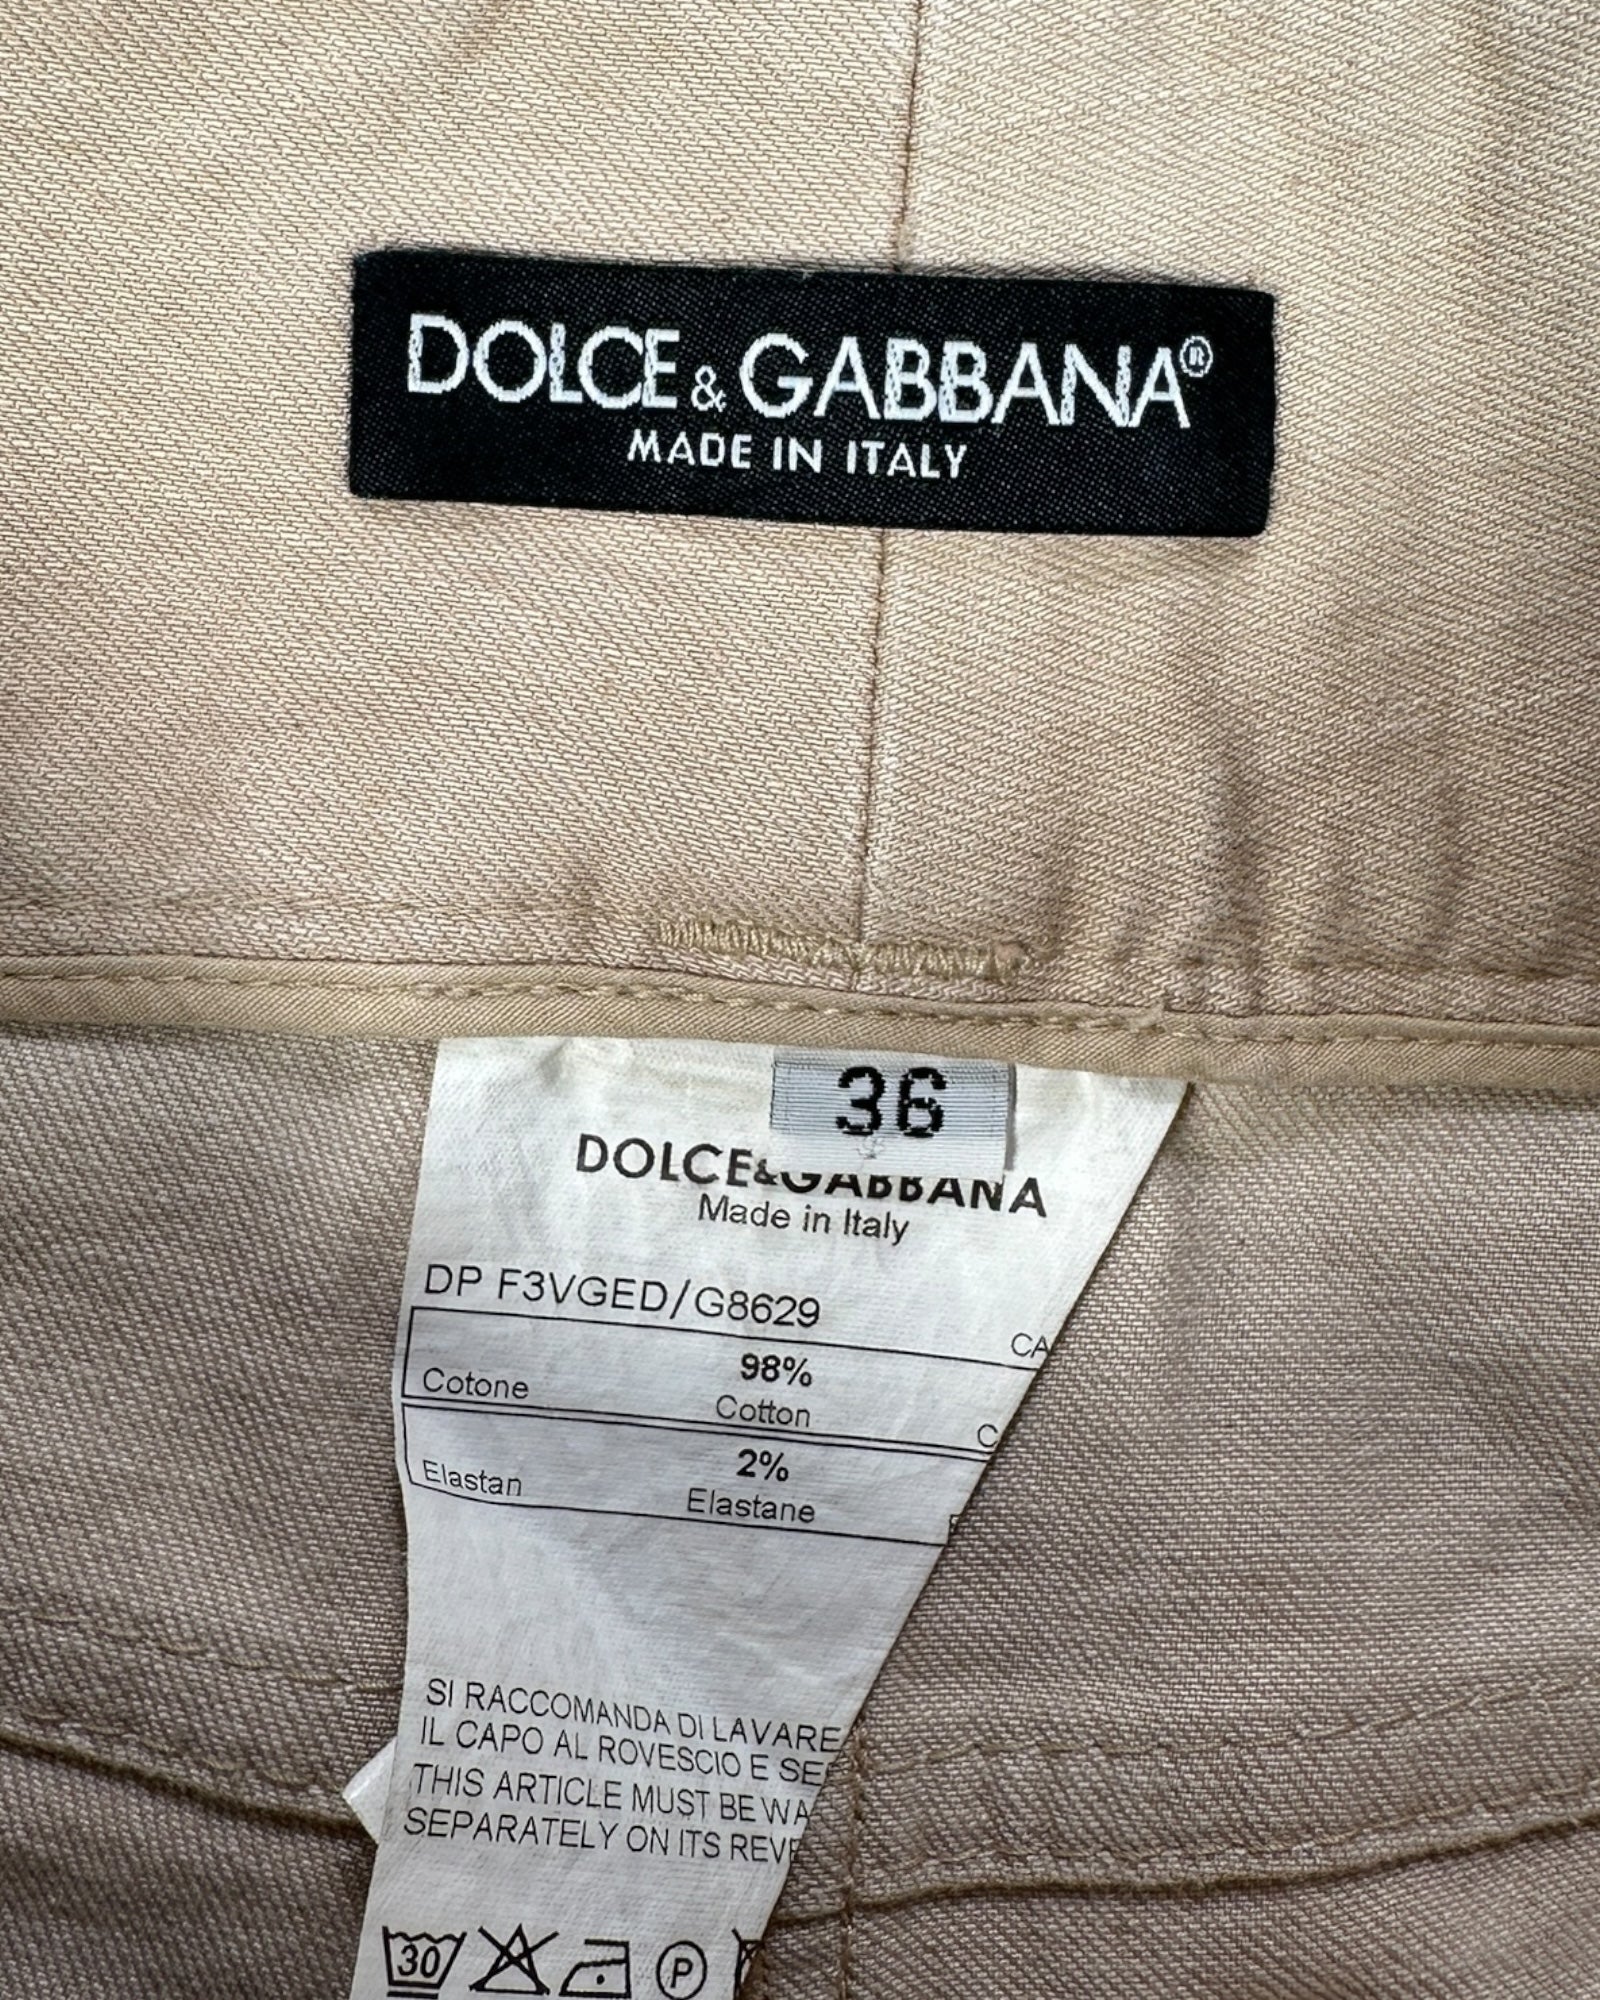 DOLCE & GABBANA®
MADE IN ITALY
36
DOLCE&GABBANA
Made in Italy
DP F3VGED/G8629
CA
98%
Cotone Cotton C
2%
Elastan Elastane
SI RACCOMANDA DI LAVARE
IL CAPO AL ROVESCIO E SE
THIS ARTICLE MUST BE WA
SEPARATELY ON ITS REVE
30 P